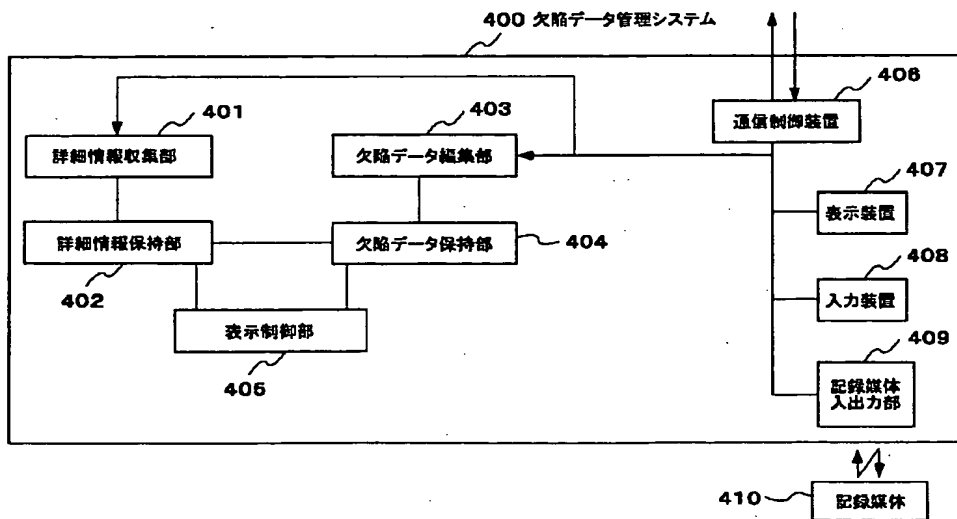 400 欠陥データ管理システム
406
通信制御装置
401
詳細情報収集部
403
欠陥データ編集部
407
表示装置
詳細情報保持部
402
欠陥データ保持部
404
408
入力装置
表示制御部
405
409
記録媒体
入出力部
410
記録媒体